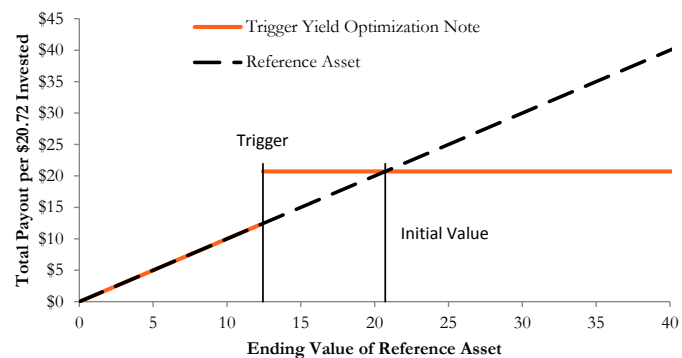 Trigger Yield Optimization Note
Reference Asset
$45
$40
$35
$30
$25
$20
$15
$10
$5
$0
Total Payout per $20.72 Invested
Trigger
Initial Value
0 5 10 15 20 25 30 35 40
Ending Value of Reference Asset